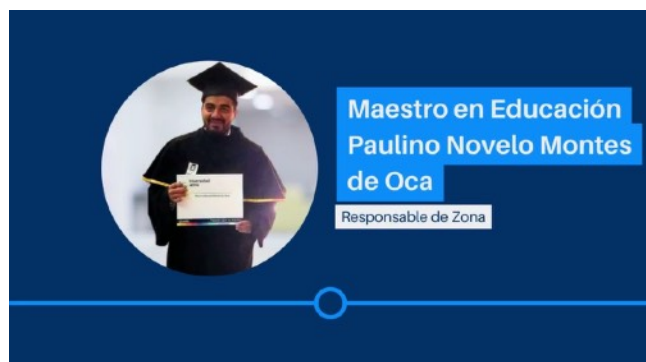 Maestro en Educación
Paulino Novelo Montes
de Oca
Responsable de Zona